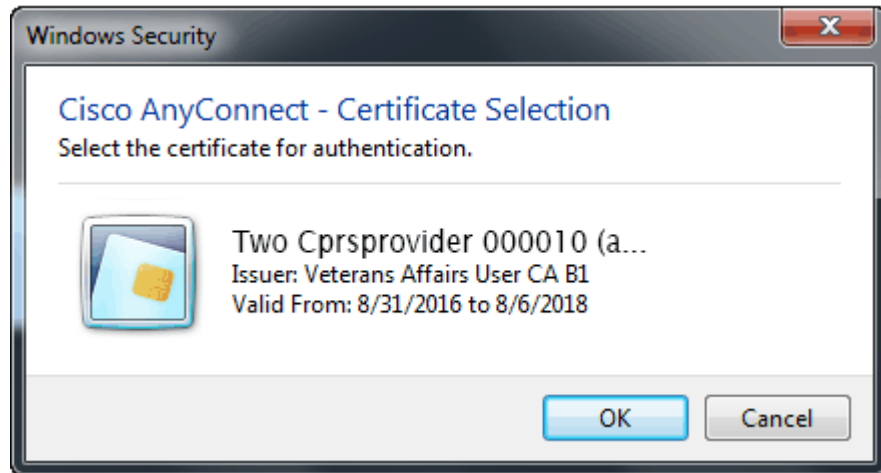 Windows Security
Cisco AnyConnect - Certificate Selection
Select the certificate for authentication.
Two Cprsprovider 000010 (a...
Issuer: Veterans Affairs User CA B1
Valid From: 8/31/2016 to 8/6/2018
OK
Cancel